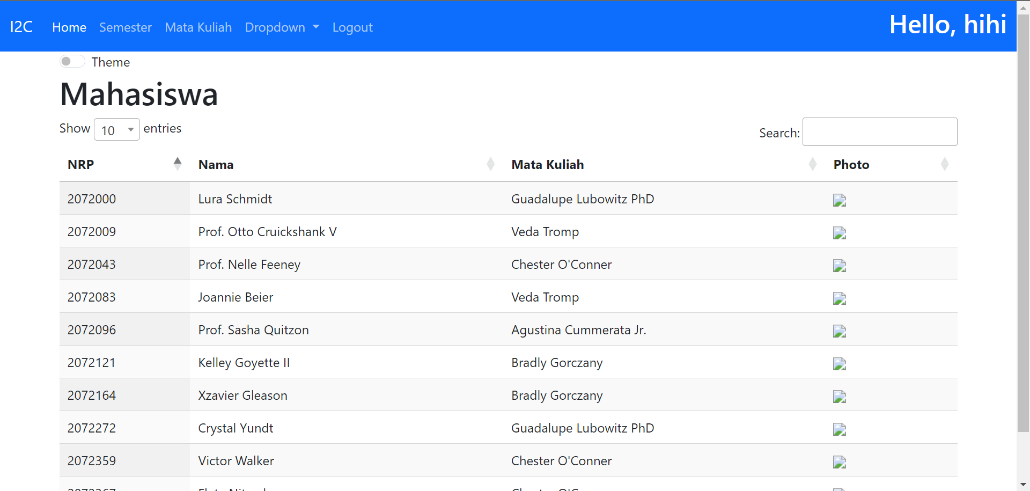 I2C Home Semester Mata Kuliah Dropdown Logout Hello, hihi
Theme
Mahasiswa
Show 10 entries Search:
NRP Nama Mata Kuliah Photo
2072000 Lura Schmidt Guadalupe Lubowitz PhD
2072009 Prof. Otto Cruickshank V Veda Tromp
2072043 Prof. Nelle Feeney Chester O'Conner
2072083 Joannie Beier Veda Tromp
2072096 Prof. Sasha Quitzon Agustina Cummerata Jr.
2072121 Kelley Goyette II Bradly Gorczany
2072164 Xzavier Gleason Bradly Gorczany
2072272 Crystal Yundt Guadalupe Lubowitz PhD
2072359 Victor Walker Chester O'Conner